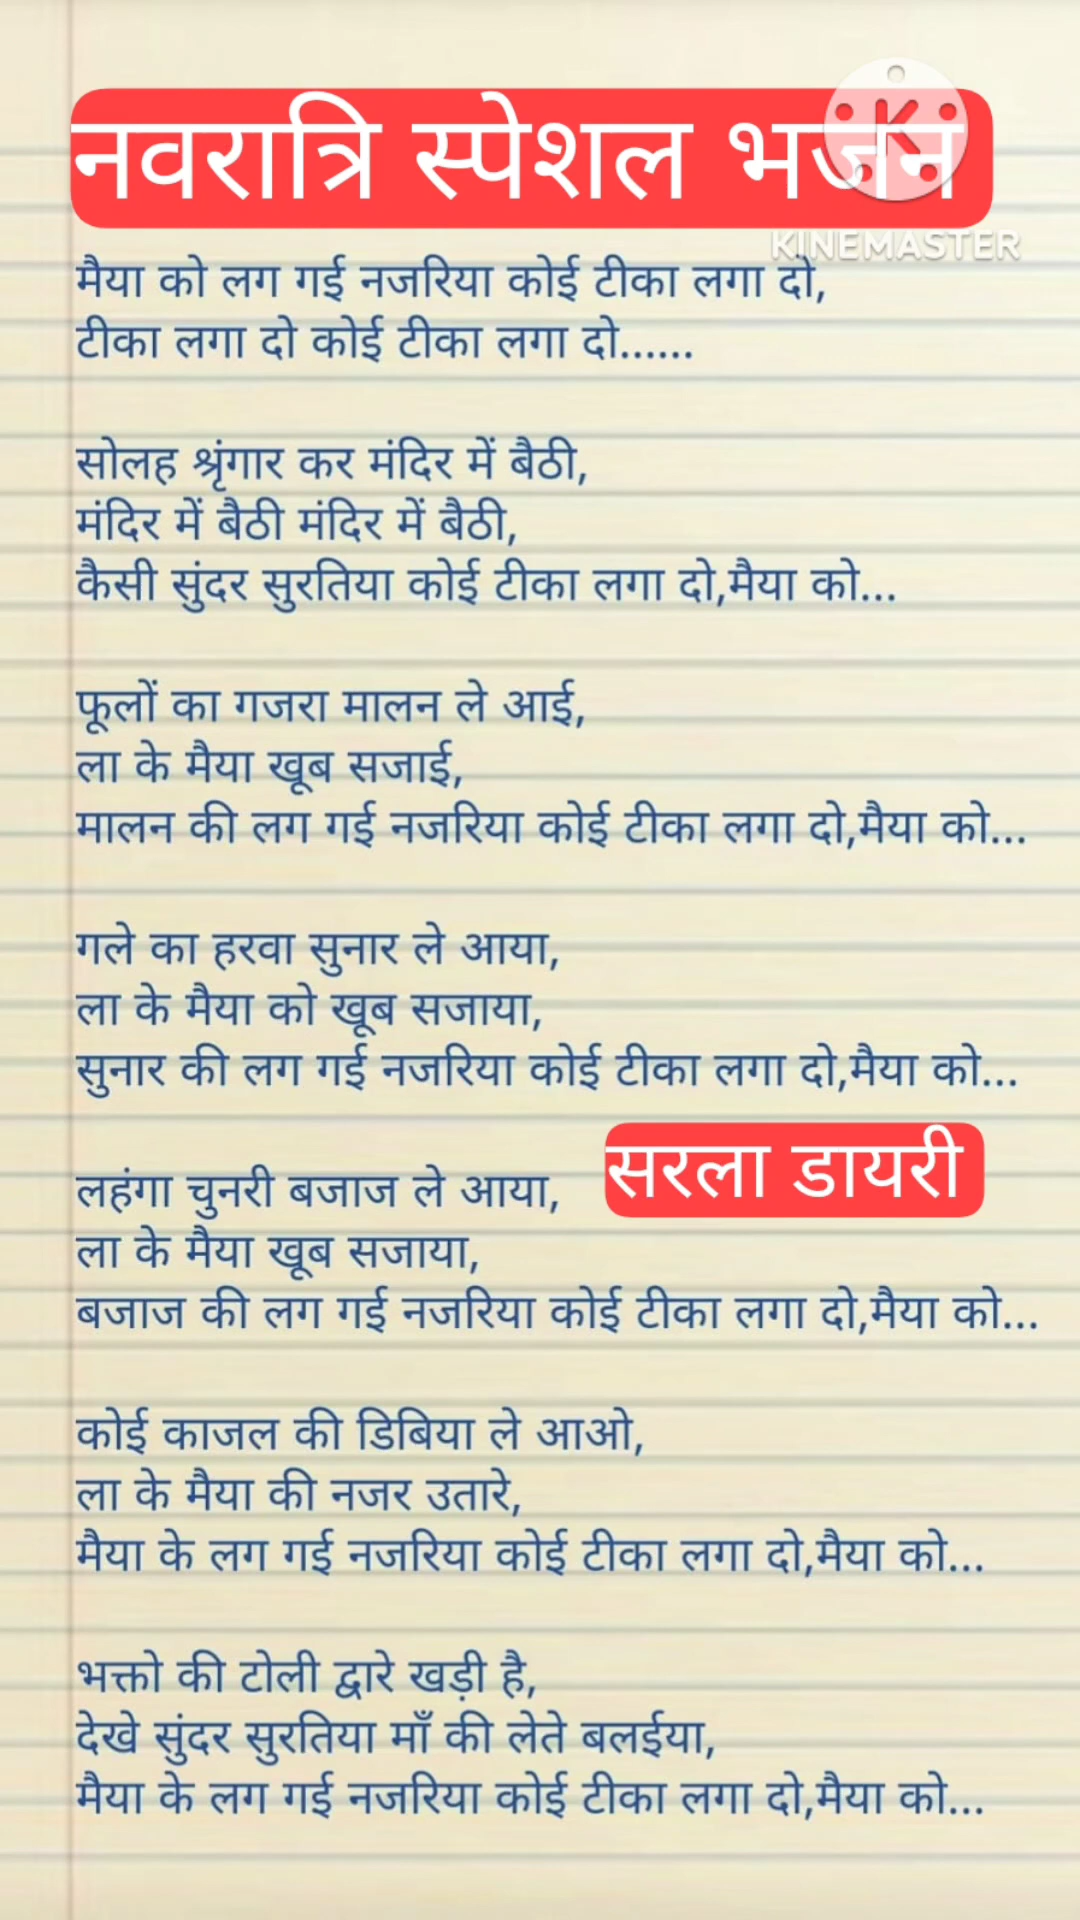 नवरात्रि स्पेशल भजन
KINEMASTER
मैया को लग गई नजरिया कोई टीका लगा दो,
टीका लगा दो कोई टीका लगा दो......
सोलह श्रृंगार कर मंदिर में बैठी,
मंदिर में बैठी मंदिर में बैठी,
कैसी सुंदर सुरतिया कोई टीका लगा दो,मैया को...
फूलों का गजरा मालन ले आई,
ला के मैया खूब सजाई,
मालन की लग गई नजरिया कोई टीका लगा दो,मैया को...
गले का हरवा सुनार ले आया,
ला के मैया को खूब सजाया,
सुनार की लग गई नजरिया कोई टीका लगा दो,मैया को...
सरला डायरी
लहंगा चुनरी बजाज ले आया,
ला के मैया खूब सजाया,
बजाज की लग गई नजरिया कोई टीका लगा दो,मैया को...
कोई काजल की डिबिया ले आओ,
ला के मैया की नजर उतारे,
मैया के लग गई नजरिया कोई टीका लगा दो,मैया को...
भक्तो की टोली द्वारे खड़ी है,
देखे सुंदर सुरतिया माँ की लेते बलईया,
मैया के लग गई नजरिया कोई टीका लगा दो,मैया को...